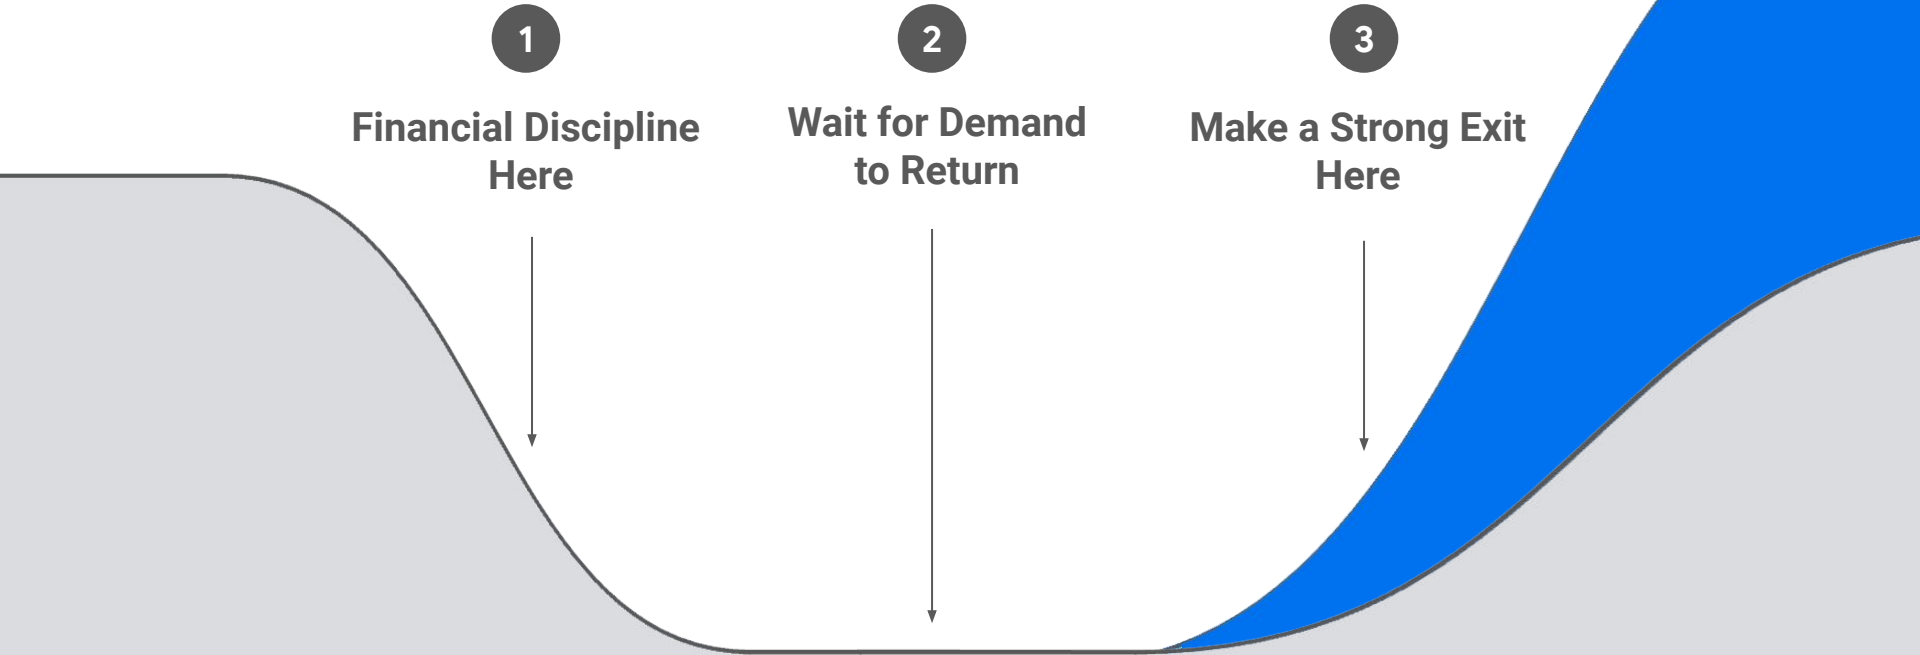 1
Financial Discipline
Here
2
Wait for Demand
to Return
3
Make a Strong Exit
Here